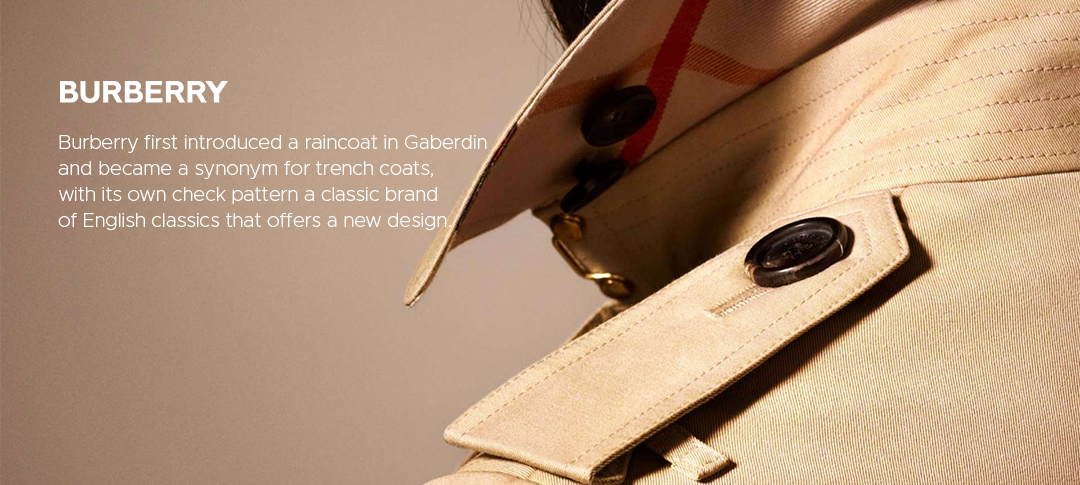 BURBERRY
Burberry first introduced a raincoat in Gaberdin
and became a synonym for trench coats,
with its own check pattern a classic brand
of English classics that offers a new design.